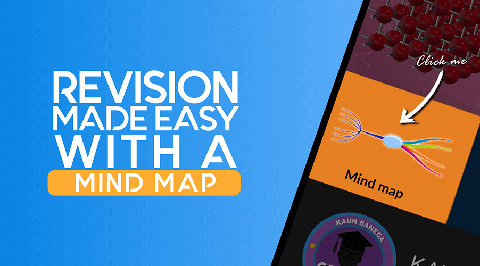 REVISION
MADE EASY
WITH A
MIND MAP
Click me
Mind map
KAUN BANEGA